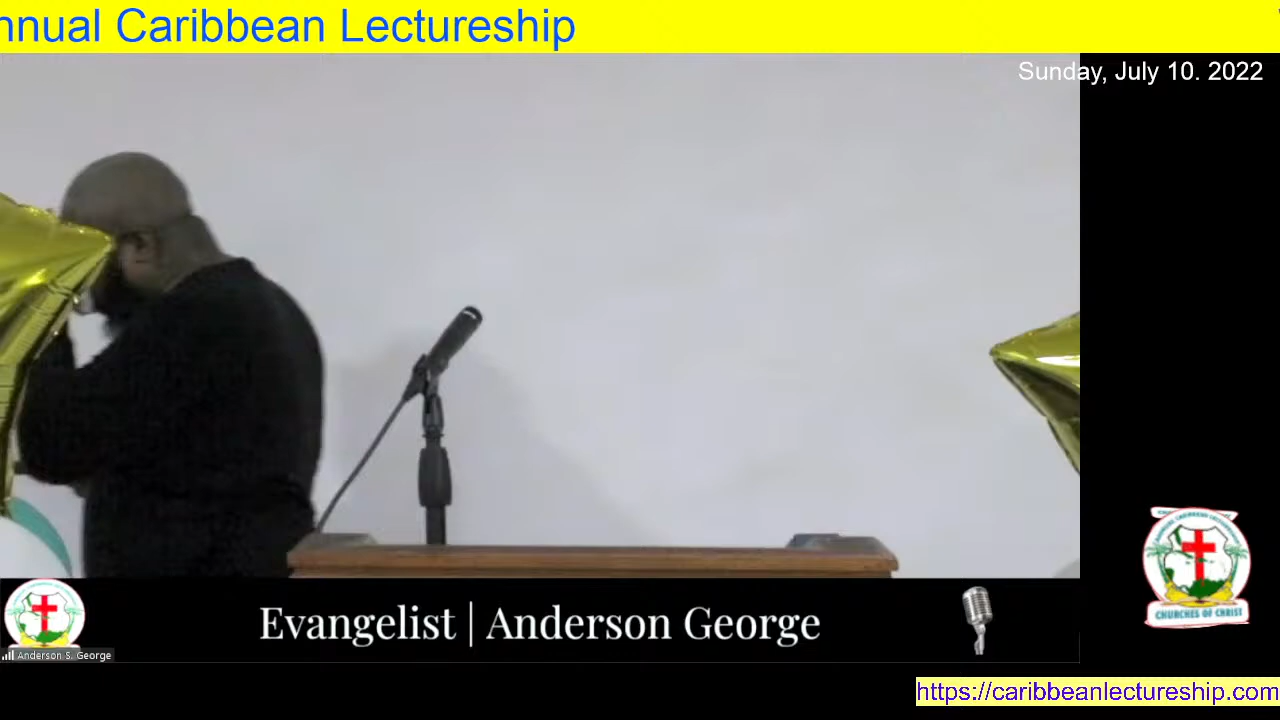 nnual Caribbean Lectureship
Sunday, July 10. 2022
CHURCHES OF CHRIST
Evangelist | Anderson George
Anderson S. George
https://caribbeanlectureship.com